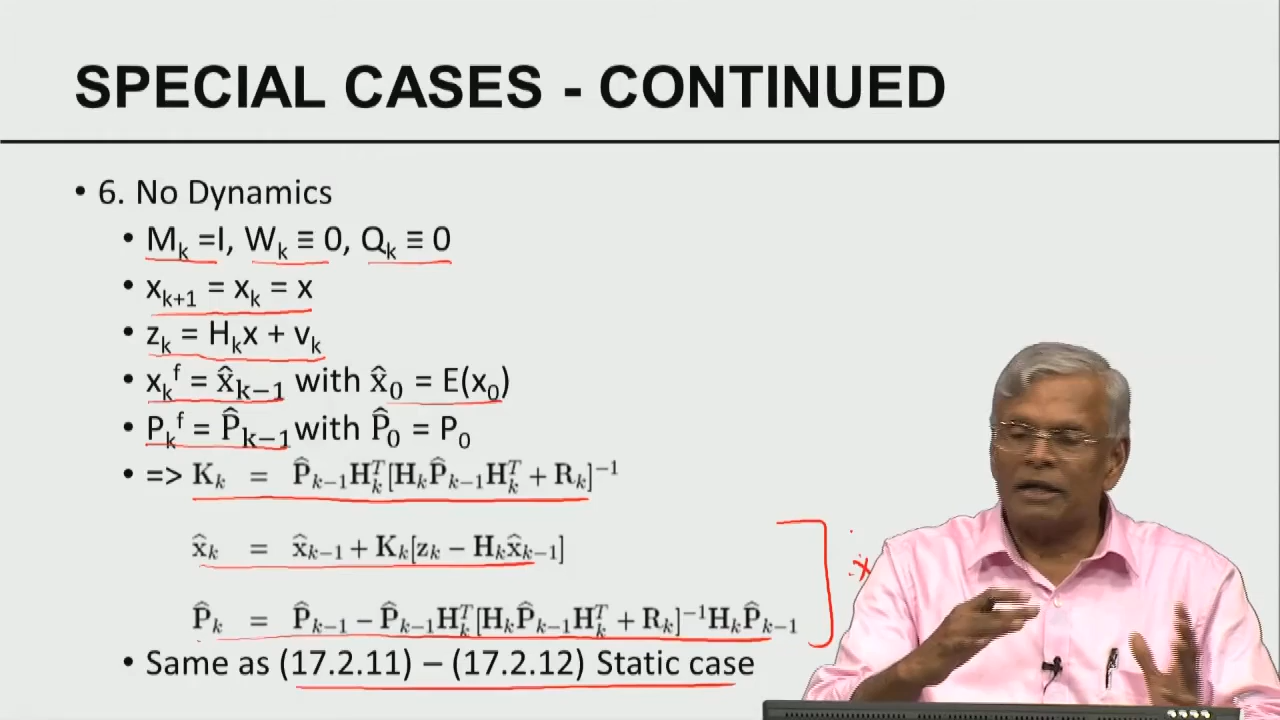 SPECIAL CASES - CONTINUED
• 6. No Dynamics
• Mₖ =I, Wₖ ≡ 0, Qₖ ≡ 0
• xₖ₊₁ = xₖ = x
• zₖ = Hₖx + vₖ
• xₖᶠ = x̂ₖ₋₁ with x̂₀ = E(x₀)
• Pₖᶠ = P̂ₖ₋₁ with P̂₀ = P₀
• => Kₖ = P̂ₖ₋₁Hₖᵀ[HₖP̂ₖ₋₁Hₖᵀ + Rₖ]⁻¹
x̂ₖ = x̂ₖ₋₁ + Kₖ[zₖ − Hₖx̂ₖ₋₁]
P̂ₖ = P̂ₖ₋₁ − P̂ₖ₋₁Hₖᵀ[HₖP̂ₖ₋₁Hₖᵀ + Rₖ]⁻¹HₖP̂ₖ₋₁
• Same as (17.2.11) – (17.2.12) Static case